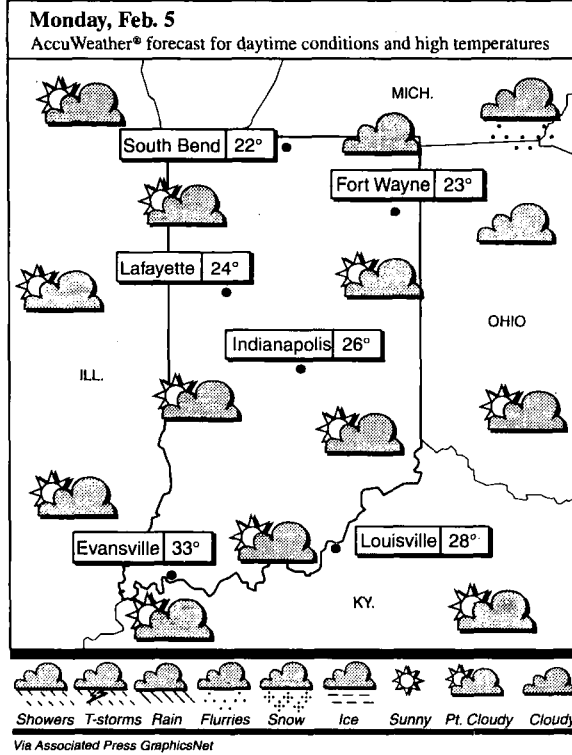 Monday, Feb. 5
AccuWeather® forecast for daytime conditions and high temperatures
MICH.
South Bend 22°
Fort Wayne 23°
Lafayette 24°
OHIO
Indianapolis 26°
ILL.
Evansville 33°
Louisville 28°
KY.
Showers T-storms Rain Flurries Snow Ice Sunny Pt. Cloudy Cloudy
Via Associated Press GraphicsNet